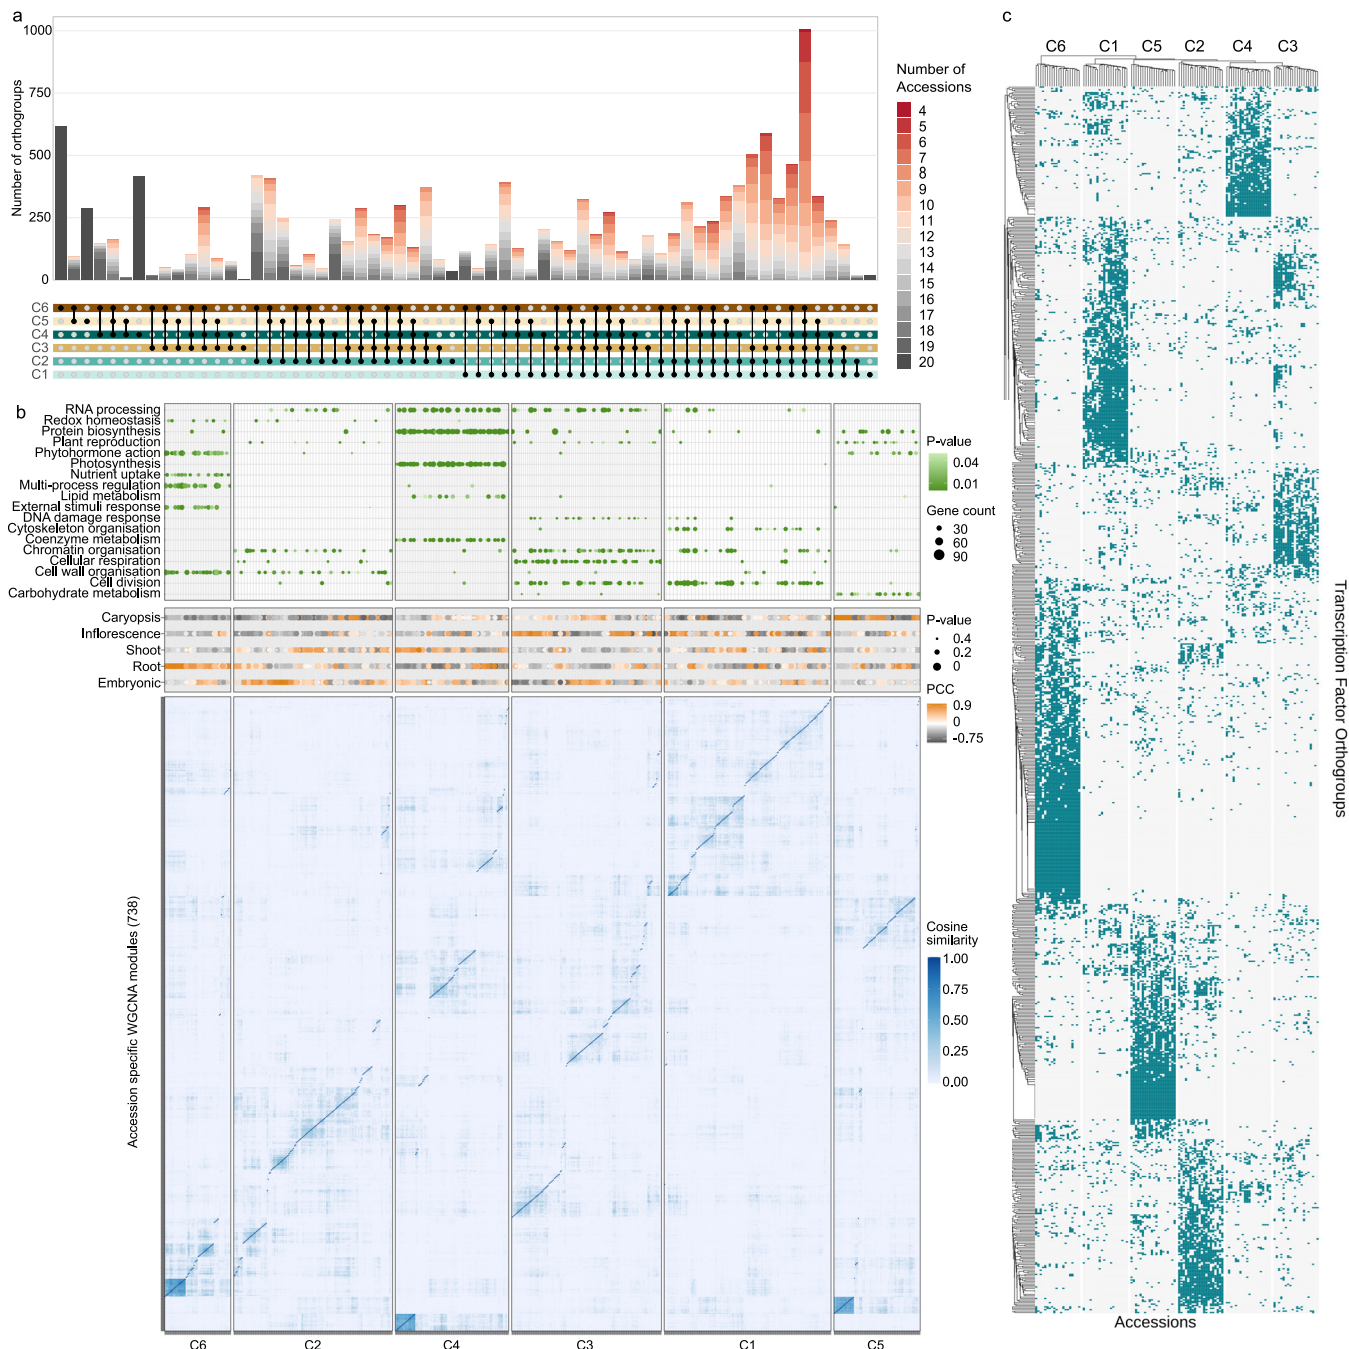 a
1000
750
500
250
0
Number of orthogroups
Number of
Accessions
4
5
6
7
8
9
10
11
12
13
14
15
16
17
18
19
20
C6
C5
C4
C3
C2
C1
b
RNA processing
Redox homeostasis
Protein biosynthesis
Plant reproduction
Phytohormone action
Photosynthesis
Nutrient uptake
Multi-process regulation
Lipid metabolism
External stimuli response
DNA damage response
Cytoskeleton organisation
Coenzyme metabolism
Chromatin organisation
Cellular respiration
Cell wall organisation
Cell division
Carbohydrate metabolism
P-value
0.04
0.01
Gene count
30
60
90
Caryopsis
Inflorescence
Shoot
Root
Embryonic
P-value
0.4
0.2
0
PCC
0.9
0
-0.75
Accession specific WGCNA modules (738)
Cosine
similarity
1.00
0.75
0.50
0.25
0.00
C6 C2 C4 C3 C1 C5
c
C6 C1 C5 C2 C4 C3
Transcription Factor Orthogroups
Accessions